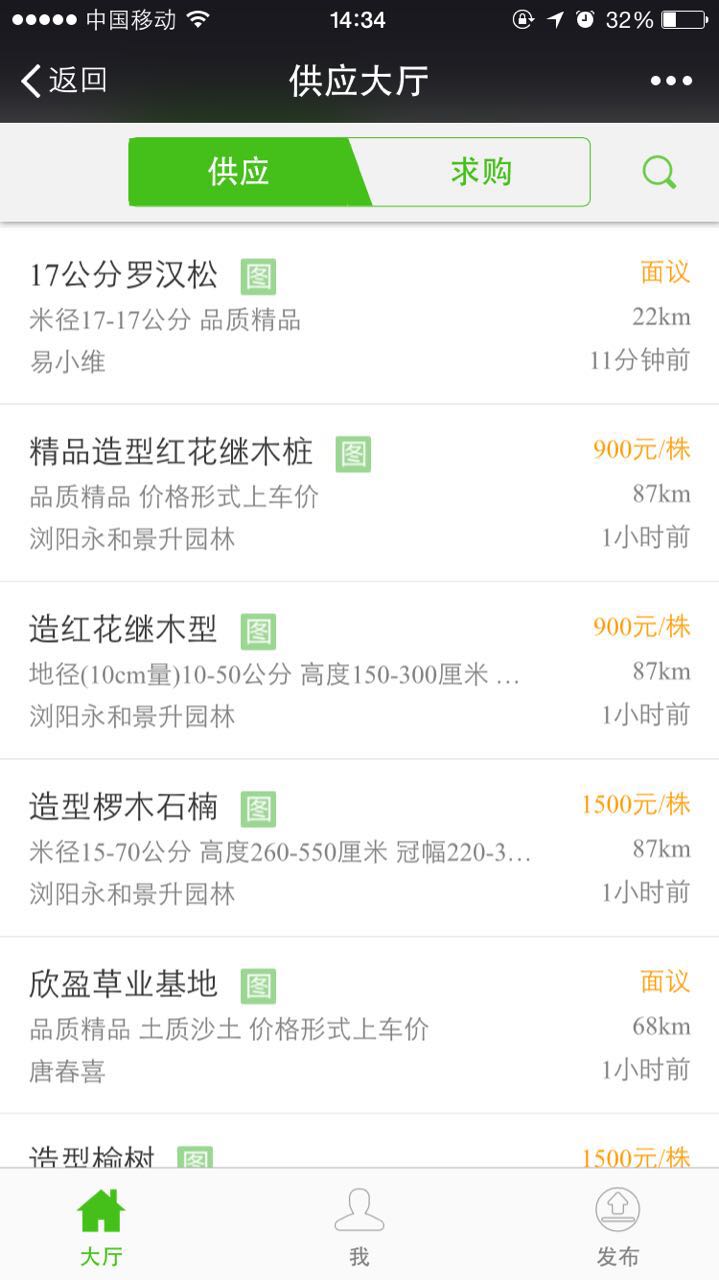 中国移动 14:34 32%
返回 供应大厅
供应 求购
17公分罗汉松 图 面议
米径17-17公分 品质精品 22km
易小维 11分钟前
精品造型红花继木桩 图 900元/株
品质精品 价格形式上车价 87km
浏阳永和景升园林 1小时前
造红花继木型 图 900元/株
地径(10cm量)10-50公分 高度150-300厘米 … 87km
浏阳永和景升园林 1小时前
造型椤木石楠 图 1500元/株
米径15-70公分 高度260-550厘米 冠幅220-3… 87km
浏阳永和景升园林 1小时前
欣盈草业基地 图 面议
品质精品 土质沙土 价格形式上车价 68km
唐春喜 1小时前
造型榆树 图 1500元/株
大厅 我 发布